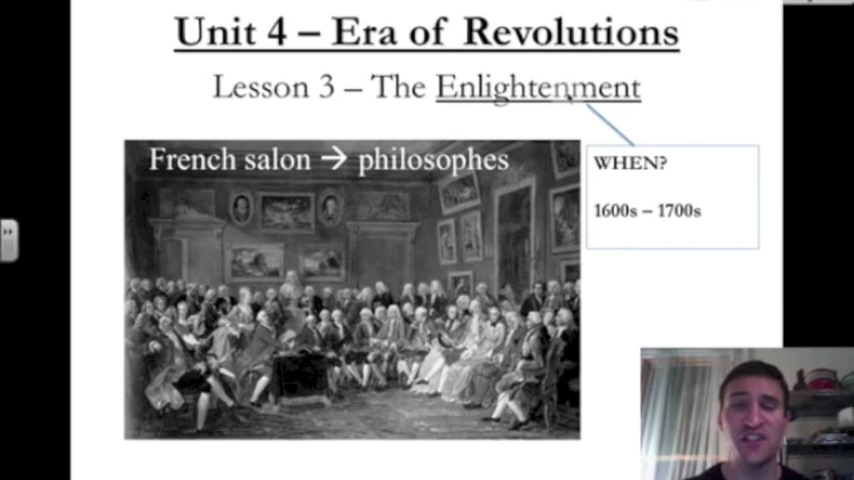 Unit 4 – Era of Revolutions
Lesson 3 – The Enlightenment
French salon → philosophes
WHEN?
1600s – 1700s